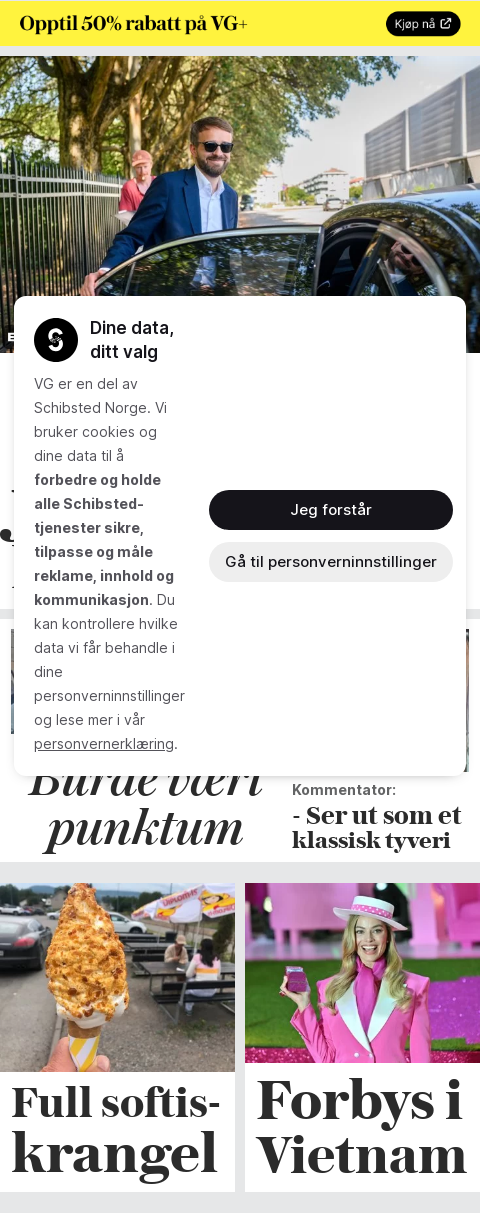 Opptil 50% rabatt på VG+
Kjøp nå
Dine data,
ditt valg
VG er en del av
Schibsted Norge. Vi
bruker cookies og
dine data til å
forbedre og holde
alle Schibsted-
tjenester sikre,
tilpasse og måle
reklame, innhold og
kommunikasjon. Du
kan kontrollere hvilke
data vi får behandle i
dine
personverninnstillinger
og lese mer i vår
personvernerklæring.
Jeg forstår
Gå til personverninnstillinger
Burde vært
punktum
Kommentator:
- Ser ut som et
klassisk tyveri
Full softis-
krangel
Forbys i
Vietnam